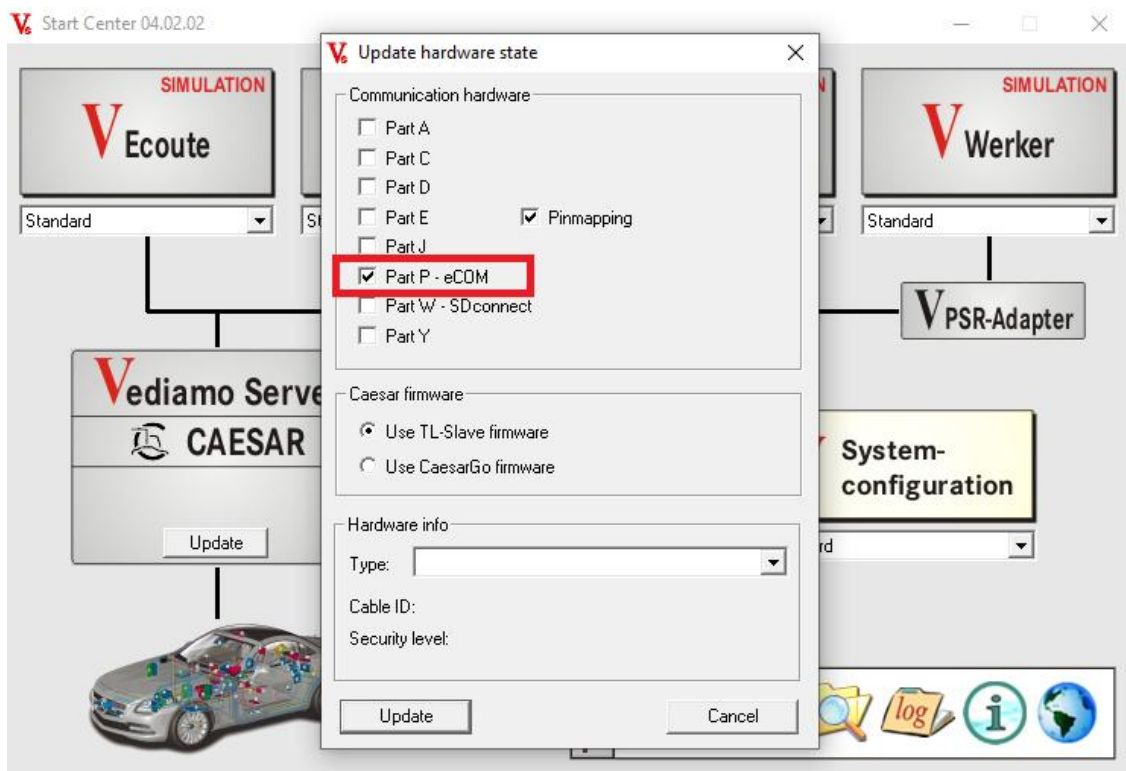 Start Center 04.02.02
Update hardware state
SIMULATION
V Ecoute
Standard
Communication hardware
Part A
Part C
Part D
Part E
Pinmapping
Part J
Part P - eCOM
Part W - SDconnect
Part Y
SIMULATION
V Werker
Standard
V PSR-Adapter
Vediamo Serve
CAESAR
Update
Caesar firmware
Use TL-Slave firmware
Use CaesarGo firmware
System-
configuration
Hardware info
Type:
Cable ID:
Security level:
Update
Cancel
log
i